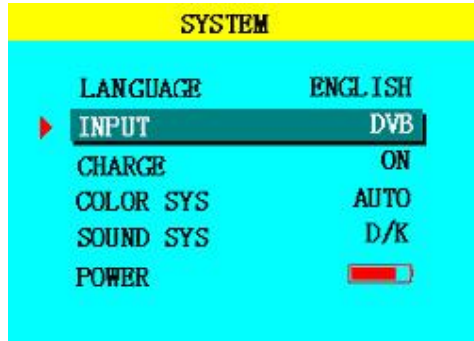 SYSTEM
LANGUAGE ENGLISH
INPUT DVB
CHARGE ON
COLOR SYS AUTO
SOUND SYS D/K
POWER